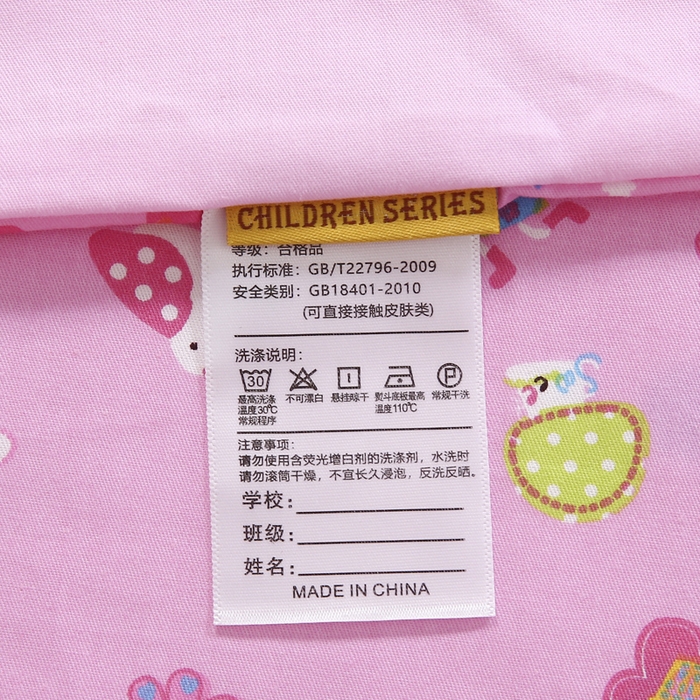 CHILDREN SERIES
等级：合格品
执行标准：GB/T22796-2009
安全类别：GB18401-2010
(可直接接触皮肤类)
洗涤说明：
30 P
最高洗涤 不可漂白 悬挂晾干 熨斗底板最高 常规干洗
温度30℃ 温度110℃
常规程序
注意事项：
请勿使用含荧光增白剂的洗涤剂，水洗时
请勿滚筒干燥，不宜长久浸泡，反洗反晒。
学校：
班级：
姓名：
MADE IN CHINA